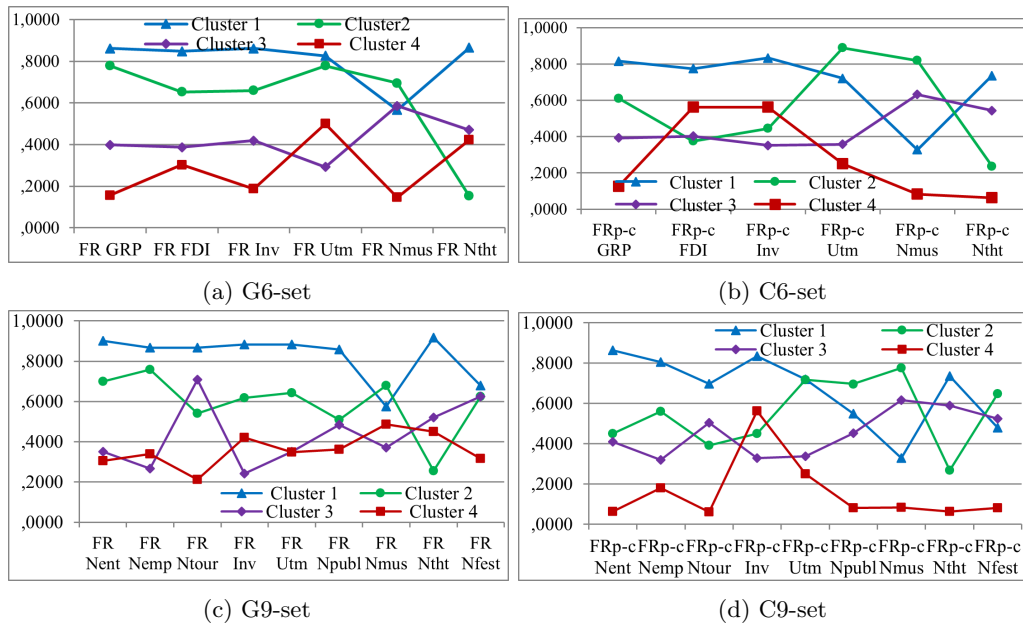 1,0000
,8000
,6000
,4000
,2000
,0000
Cluster 1 Cluster2
Cluster 3 Cluster 4
FR GRP FR FDI FR Inv FR Utm FR Nmus FR Ntht
(a) G6-set
1,0000
,8000
,6000
,4000
,2000
,0000
Cluster 1 Cluster 2
Cluster 3 Cluster 4
FRp-c FRp-c FRp-c FRp-c FRp-c FRp-c
GRP FDI Inv Utm Nmus Ntht
(b) C6-set
1,0000
,8000
,6000
,4000
,2000
,0000
Cluster 1 Cluster 2
Cluster 3 Cluster 4
FR FR FR FR FR FR FR FR FR
Nent Nemp Ntour Inv Utm Npubl Nmus Ntht Nfest
(c) G9-set
1,0000
,8000
,6000
,4000
,2000
,0000
Cluster 1 Cluster 2
Cluster 3 Cluster 4
FRp-c FRp-c FRp-c FRp-c FRp-c FRp-c FRp-c FRp-c FRp-c
Nent Nemp Ntour Inv Utm Npubl Nmus Ntht Nfest
(d) C9-set